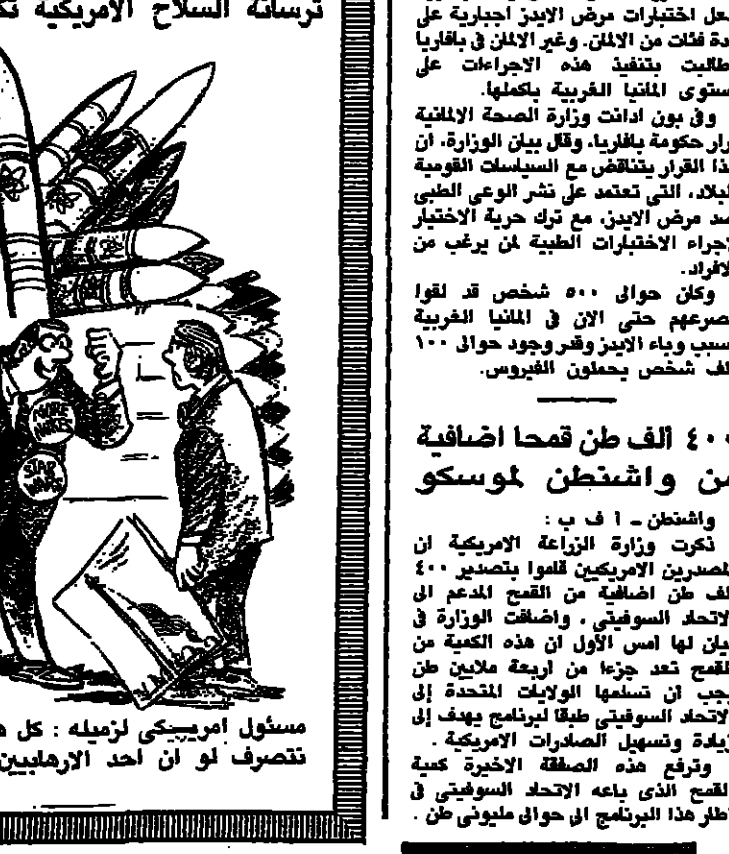 جعل اختبارات مرض الايدز اجبارية على
عدة فئات من الالمان. وغير الالمان في بافاريا
طالبت بتنفيذ هذه الاجراءات على
مستوى المانيا الغربية باكملها.
وفي بون ادانت وزارة الصحة الالمانية
قرار حكومة بافاريا. وقال بيان الوزارة. ان
هذا القرار يتناقض مع السياسات القومية
للبلاد. التي تعتمد على نشر الوعى الطبي
ضد مرض الايدز. مع ترك حرية الاختيار
لاجراء الاختبارات الطبية لمن يرغب من
الافراد.
وكان حوالى ٥٠٠ شخص قد لقوا
مصرعهم حتى الان في المانيا الغربية
بسبب وباء الايدز وقدر وجود حوالى ١٠٠
الف شخص يحملون الفيروس.
٤٠٠ الف طن قمحا اضافية
من واشنطن لموسكو
واشنطن - أ ف ب :
ذكرت وزارة الزراعة الامريكية ان
المصدرين الامريكيين قاموا بتصدير ٤٠٠
الف طن اضافية من القمح المدعم الى
الاتحاد السوفيتي . واضافت الوزارة في
بيان لها امس الأول ان هذه الكمية من
القمح تعد جزءا من اربعة ملايين طن
يجب ان تسلمها الولايات المتحدة إلى
الاتحاد السوفيتي طبقا لبرنامج يهدف إلى
زيادة وتسهيل الصادرات الامريكية .
وترفع هذه الصفقة الاخيرة كمية
القمح الذي باعه الاتحاد السوفيتي في
اطار هذا البرنامج الى حوالى مليونى طن .
ترسانة السلاح الامريكية
MORE NUKES
STAR WARS
مسئول امريـيكى لزميله : كل
تتصرف لو ان احد الارهابيين